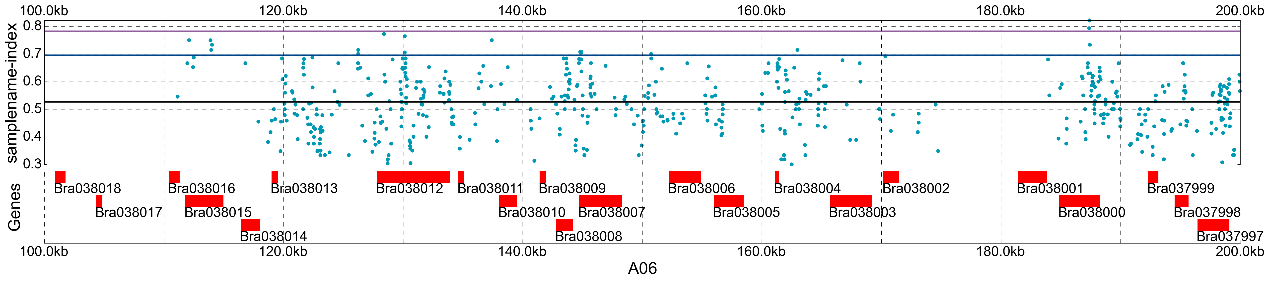 100.0kb 120.0kb 140.0kb 160.0kb 180.0kb 200.0kb
0.8
0.7
0.6
0.5
0.4
0.3
samplename-index
Genes
Bra038018 Bra038016 Bra038013 Bra038012 Bra038011 Bra038009 Bra038006 Bra038004 Bra038002 Bra038001 Bra037999
Bra038017 Bra038015 Bra038010 Bra038007 Bra038005 Bra038003 Bra038000 Bra037998
Bra038014 Bra038008 Bra037997
100.0kb 120.0kb 140.0kb 160.0kb 180.0kb 200.0kb
A06